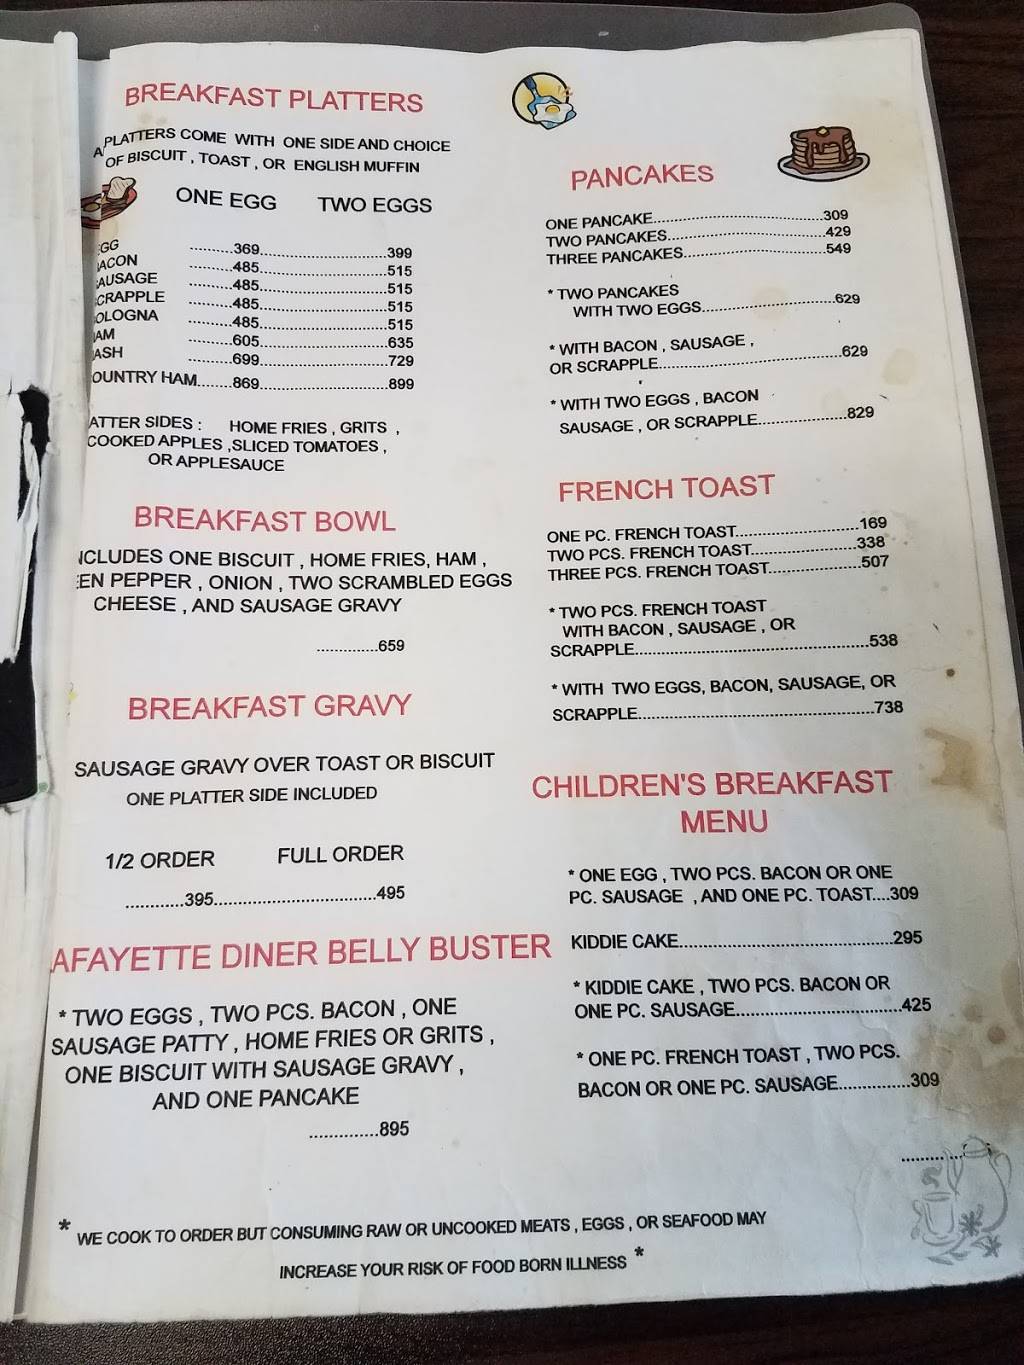 BREAKFAST PLATTERS
PLATTERS COME WITH ONE SIDE AND CHOICE
OF BISCUIT , TOAST , OR ENGLISH MUFFIN
ONE EGG TWO EGGS
GG .........369..........................399
ACON .........485..........................515
AUSAGE .........485..........................515
CRAPPLE .........485..........................515
OLOGNA .........485..........................515
AM .........605..........................635
ASH .........699..........................729
OUNTRY HAM........869..........................899
ATTER SIDES : HOME FRIES , GRITS ,
COOKED APPLES ,SLICED TOMATOES ,
OR APPLESAUCE
BREAKFAST BOWL
NCLUDES ONE BISCUIT , HOME FRIES, HAM ,
EEN PEPPER , ONION , TWO SCRAMBLED EGGS
CHEESE , AND SAUSAGE GRAVY
.............659
BREAKFAST GRAVY
SAUSAGE GRAVY OVER TOAST OR BISCUIT
ONE PLATTER SIDE INCLUDED
1/2 ORDER FULL ORDER
............395..................................495
AFAYETTE DINER BELLY BUSTER
* TWO EGGS , TWO PCS. BACON , ONE
SAUSAGE PATTY , HOME FRIES OR GRITS ,
ONE BISCUIT WITH SAUSAGE GRAVY ,
AND ONE PANCAKE
..............895
PANCAKES
ONE PANCAKE.......................................309
TWO PANCAKES....................................429
THREE PANCAKES................................549
* TWO PANCAKES
WITH TWO EGGS............................629
* WITH BACON , SAUSAGE ,
OR SCRAPPLE.......................................629
* WITH TWO EGGS , BACON
SAUSAGE , OR SCRAPPLE...................829
FRENCH TOAST
ONE PC. FRENCH TOAST..........................169
TWO PCS. FRENCH TOAST......................338
THREE PCS. FRENCH TOAST...................507
* TWO PCS. FRENCH TOAST
WITH BACON , SAUSAGE , OR
SCRAPPLE.................................................538
* WITH TWO EGGS, BACON, SAUSAGE, OR
SCRAPPLE.................................................738
CHILDREN'S BREAKFAST
MENU
* ONE EGG , TWO PCS. BACON OR ONE
PC. SAUSAGE , AND ONE PC. TOAST....309
KIDDIE CAKE.............................................295
* KIDDIE CAKE , TWO PCS. BACON OR
ONE PC. SAUSAGE...................................425
* ONE PC. FRENCH TOAST , TWO PCS.
BACON OR ONE PC. SAUSAGE...............309
* WE COOK TO ORDER BUT CONSUMING RAW OR UNCOOKED MEATS , EGGS , OR SEAFOOD MAY
INCREASE YOUR RISK OF FOOD BORN ILLNESS *